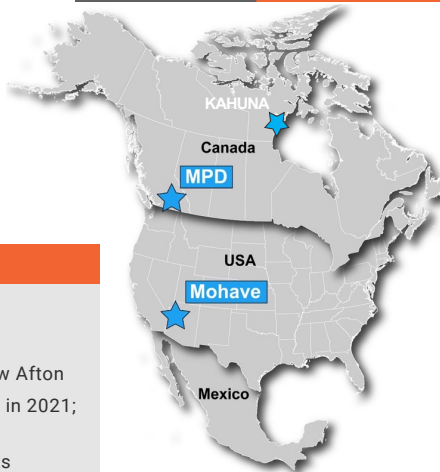 KAHUNA
Canada
MPD
USA
Mohave
Mexico
w Afton
in 2021;
s